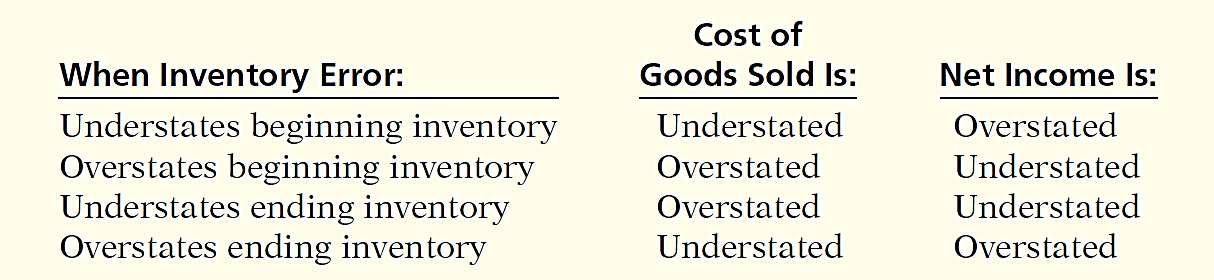 Cost of
When Inventory Error: Goods Sold Is: Net Income Is:
Understates beginning inventory Understated Overstated
Overstates beginning inventory Overstated Understated
Understates ending inventory Overstated Understated
Overstates ending inventory Understated Overstated